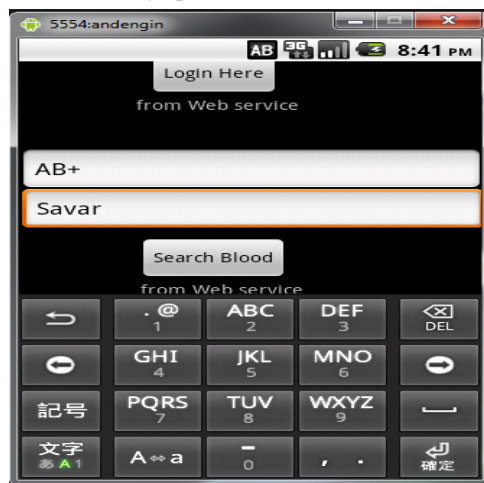 5554:andengin
AB 3G 8:41 PM
Login Here
from Web service
AB+
Savar
Search Blood
from Web service
. @ ABC DEF DEL
1 2 3
GHI JKL MNO
4 5 6
記号 PQRS TUV WXYZ
7 8 9
文字 A⇔a – , .
あ A 1 0 確定